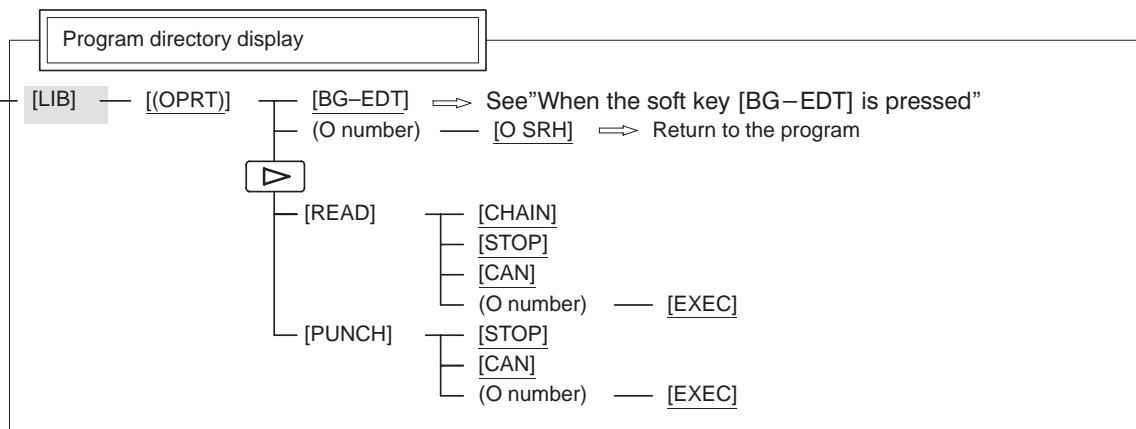 Program directory display
[LIB] [(OPRT)] [BG–EDT] See"When the soft key [BG–EDT] is pressed"
(O number) [O SRH] Return to the program
[READ] [CHAIN]
[STOP]
[CAN]
(O number) [EXEC]
[PUNCH] [STOP]
[CAN]
(O number) [EXEC]